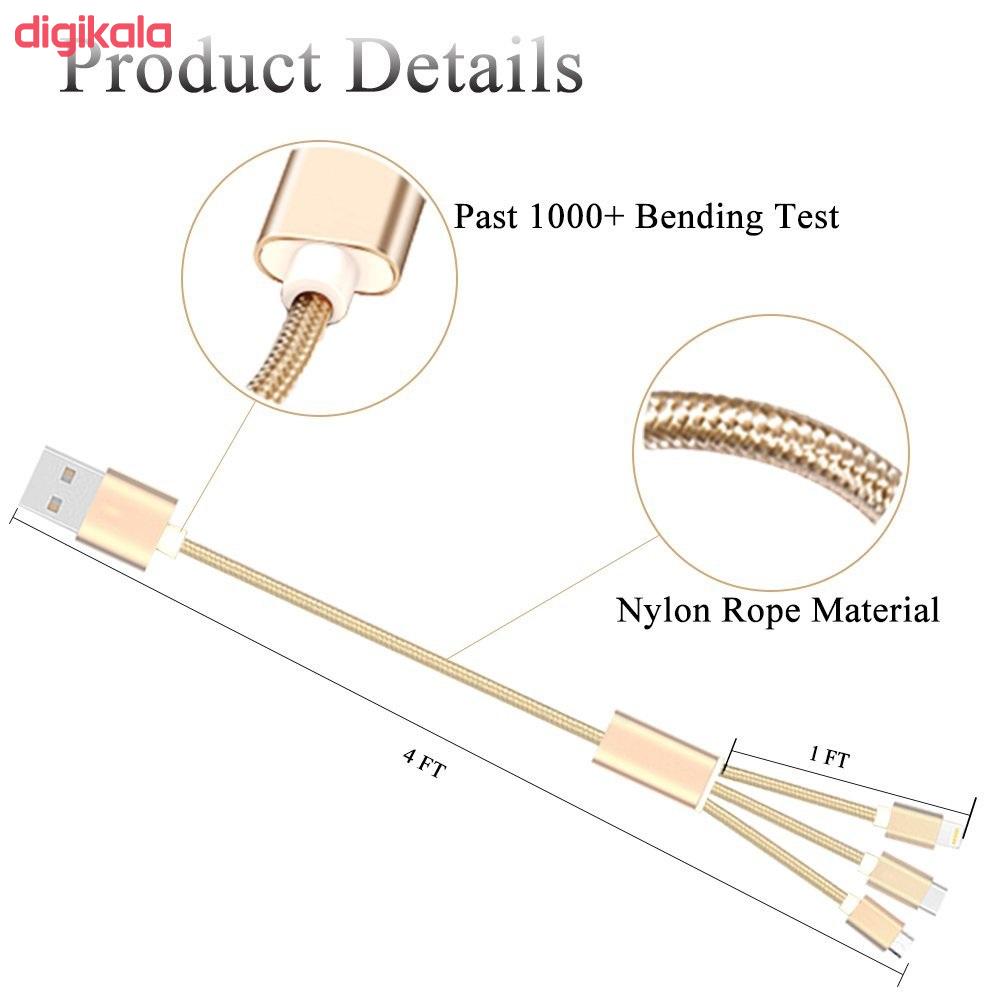 digikala
Product Details
Past 1000+ Bending Test
Nylon Rope Material
1 FT
4 FT